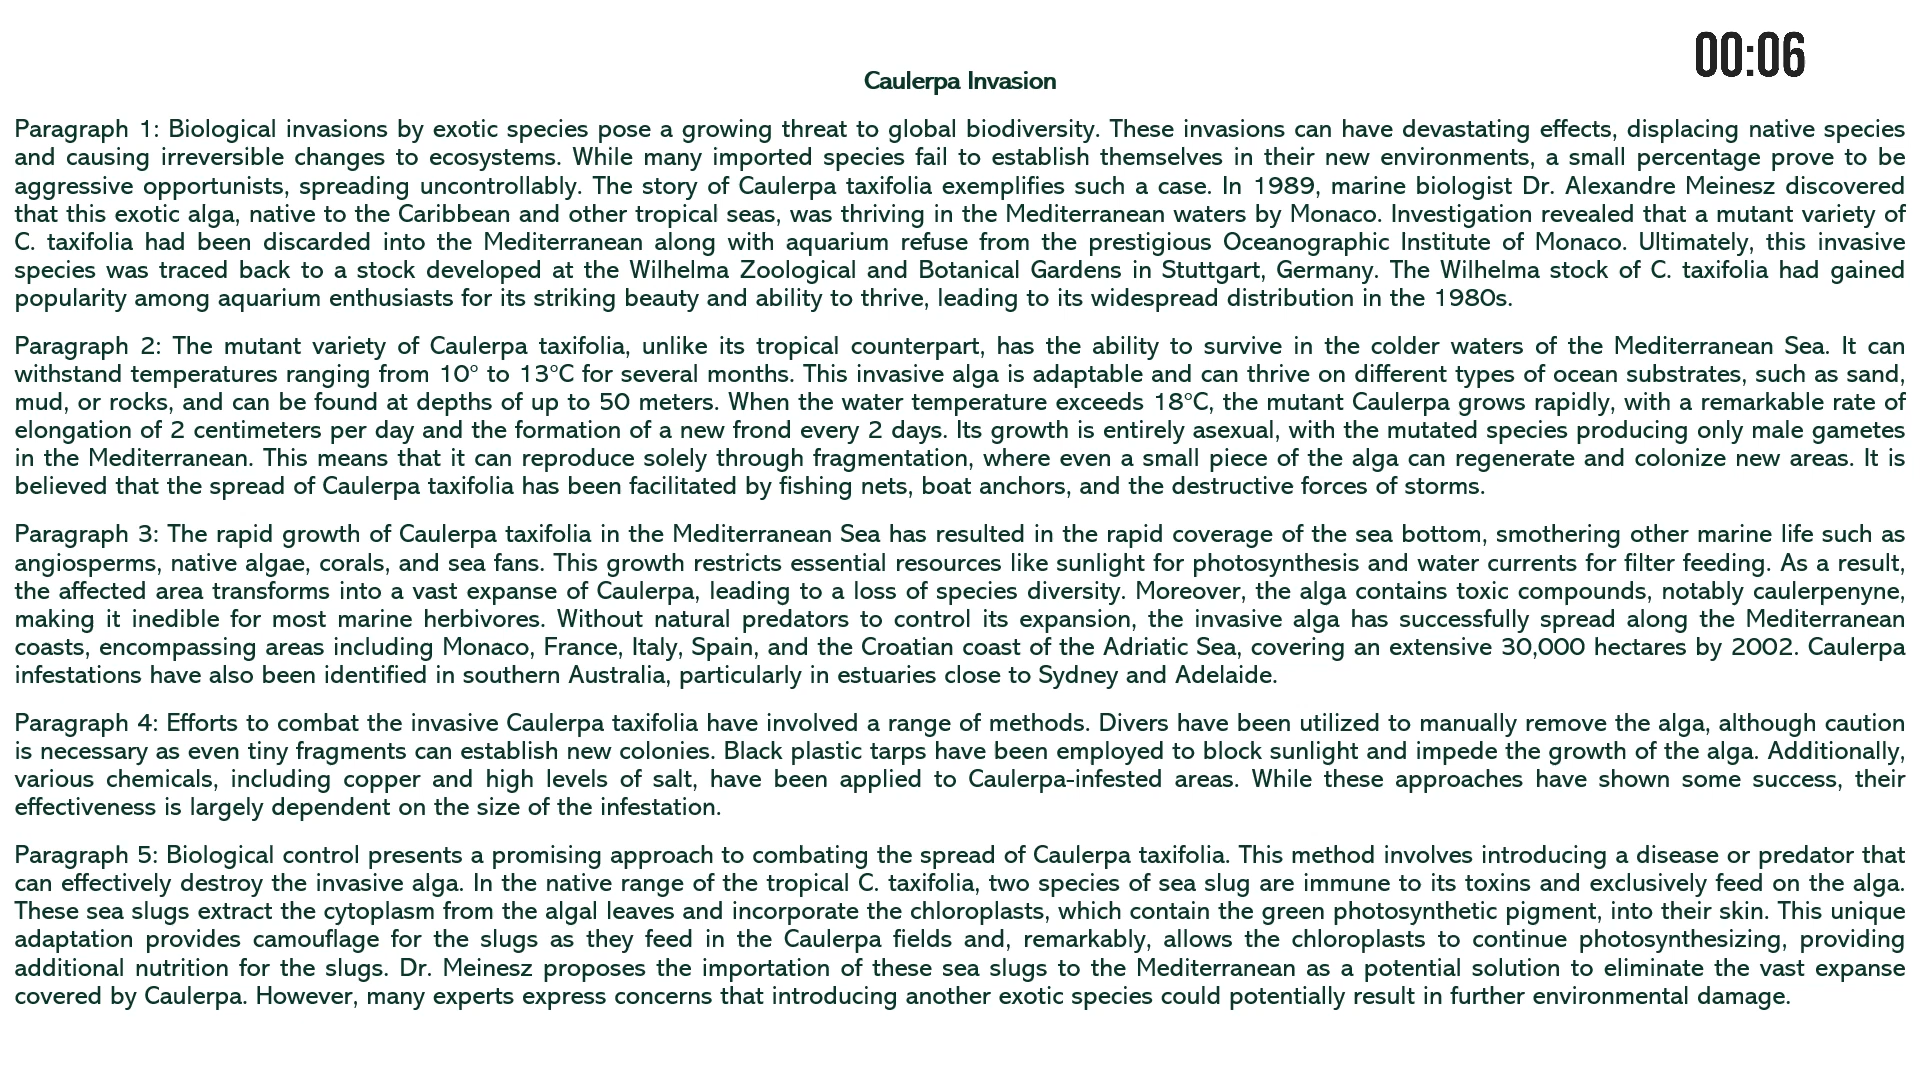 00:06
Caulerpa Invasion
Paragraph 1: Biological invasions by exotic species pose a growing threat to global biodiversity. These invasions can have devastating effects, displacing native species
and causing irreversible changes to ecosystems. While many imported species fail to establish themselves in their new environments, a small percentage prove to be
aggressive opportunists, spreading uncontrollably. The story of Caulerpa taxifolia exemplifies such a case. In 1989, marine biologist Dr. Alexandre Meinesz discovered
that this exotic alga, native to the Caribbean and other tropical seas, was thriving in the Mediterranean waters by Monaco. Investigation revealed that a mutant variety of
C. taxifolia had been discarded into the Mediterranean along with aquarium refuse from the prestigious Oceanographic Institute of Monaco. Ultimately, this invasive
species was traced back to a stock developed at the Wilhelma Zoological and Botanical Gardens in Stuttgart, Germany. The Wilhelma stock of C. taxifolia had gained
popularity among aquarium enthusiasts for its striking beauty and ability to thrive, leading to its widespread distribution in the 1980s.
Paragraph 2: The mutant variety of Caulerpa taxifolia, unlike its tropical counterpart, has the ability to survive in the colder waters of the Mediterranean Sea. It can
withstand temperatures ranging from 10° to 13°C for several months. This invasive alga is adaptable and can thrive on different types of ocean substrates, such as sand,
mud, or rocks, and can be found at depths of up to 50 meters. When the water temperature exceeds 18°C, the mutant Caulerpa grows rapidly, with a remarkable rate of
elongation of 2 centimeters per day and the formation of a new frond every 2 days. Its growth is entirely asexual, with the mutated species producing only male gametes
in the Mediterranean. This means that it can reproduce solely through fragmentation, where even a small piece of the alga can regenerate and colonize new areas. It is
believed that the spread of Caulerpa taxifolia has been facilitated by fishing nets, boat anchors, and the destructive forces of storms.
Paragraph 3: The rapid growth of Caulerpa taxifolia in the Mediterranean Sea has resulted in the rapid coverage of the sea bottom, smothering other marine life such as
angiosperms, native algae, corals, and sea fans. This growth restricts essential resources like sunlight for photosynthesis and water currents for filter feeding. As a result,
the affected area transforms into a vast expanse of Caulerpa, leading to a loss of species diversity. Moreover, the alga contains toxic compounds, notably caulerpenyne,
making it inedible for most marine herbivores. Without natural predators to control its expansion, the invasive alga has successfully spread along the Mediterranean
coasts, encompassing areas including Monaco, France, Italy, Spain, and the Croatian coast of the Adriatic Sea, covering an extensive 30,000 hectares by 2002. Caulerpa
infestations have also been identified in southern Australia, particularly in estuaries close to Sydney and Adelaide.
Paragraph 4: Efforts to combat the invasive Caulerpa taxifolia have involved a range of methods. Divers have been utilized to manually remove the alga, although caution
is necessary as even tiny fragments can establish new colonies. Black plastic tarps have been employed to block sunlight and impede the growth of the alga. Additionally,
various chemicals, including copper and high levels of salt, have been applied to Caulerpa-infested areas. While these approaches have shown some success, their
effectiveness is largely dependent on the size of the infestation.
Paragraph 5: Biological control presents a promising approach to combating the spread of Caulerpa taxifolia. This method involves introducing a disease or predator that
can effectively destroy the invasive alga. In the native range of the tropical C. taxifolia, two species of sea slug are immune to its toxins and exclusively feed on the alga.
These sea slugs extract the cytoplasm from the algal leaves and incorporate the chloroplasts, which contain the green photosynthetic pigment, into their skin. This unique
adaptation provides camouflage for the slugs as they feed in the Caulerpa fields and, remarkably, allows the chloroplasts to continue photosynthesizing, providing
additional nutrition for the slugs. Dr. Meinesz proposes the importation of these sea slugs to the Mediterranean as a potential solution to eliminate the vast expanse
covered by Caulerpa. However, many experts express concerns that introducing another exotic species could potentially result in further environmental damage.